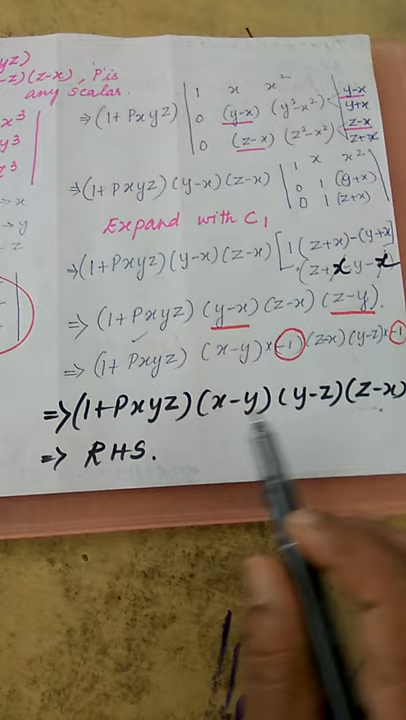 yz)
-z)(z-x), P is
any scalar.
x³
y³
z³
→x
→y
-z
⇒(1+Pxyz) | 1 x x²
0 (y-x) (y²-x²) y-x y+x
0 (z-x) (z²-x²) z-x z+x
⇒(1+Pxyz)(y-x)(z-x) | 1 x x²
0 1 (y+x)
0 1 (z+x) |
Expand with C₁
⇒(1+Pxyz)(y-x)(z-x) [1(z+x)-(y+x]
(z+x-y-x
⇒ (1+Pxyz) (y-x)(z-x) (z-y).
⇒ (1+Pxyz) (x-y)×-1 (z-x)(y-z)×-1
⇒(1+Pxyz)(x-y)(y-z)(z-x)
⇒ RHS.